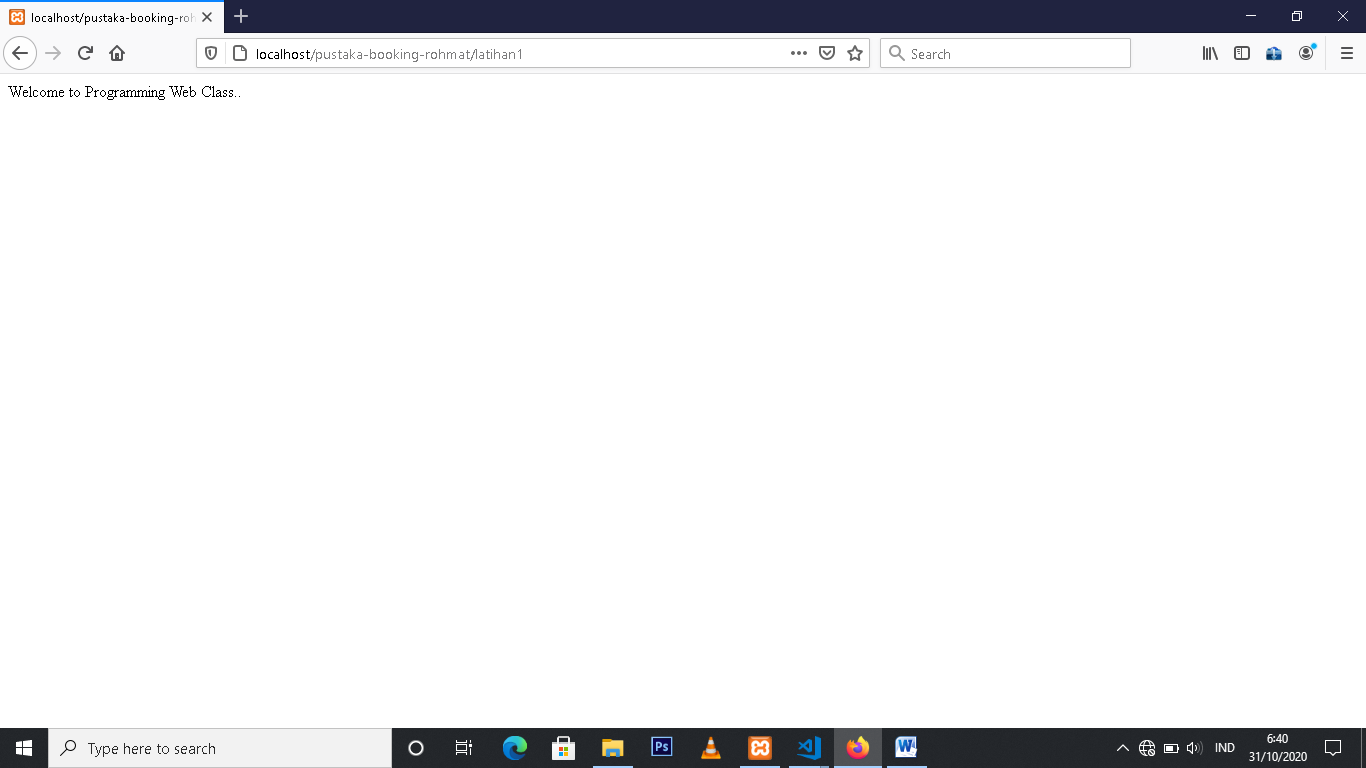 localhost/pustaka-booking-roh
localhost/pustaka-booking-rohmat/latihan1
Search
Welcome to Programming Web Class..
Type here to search
Ps
W
IND
6:40
31/10/2020